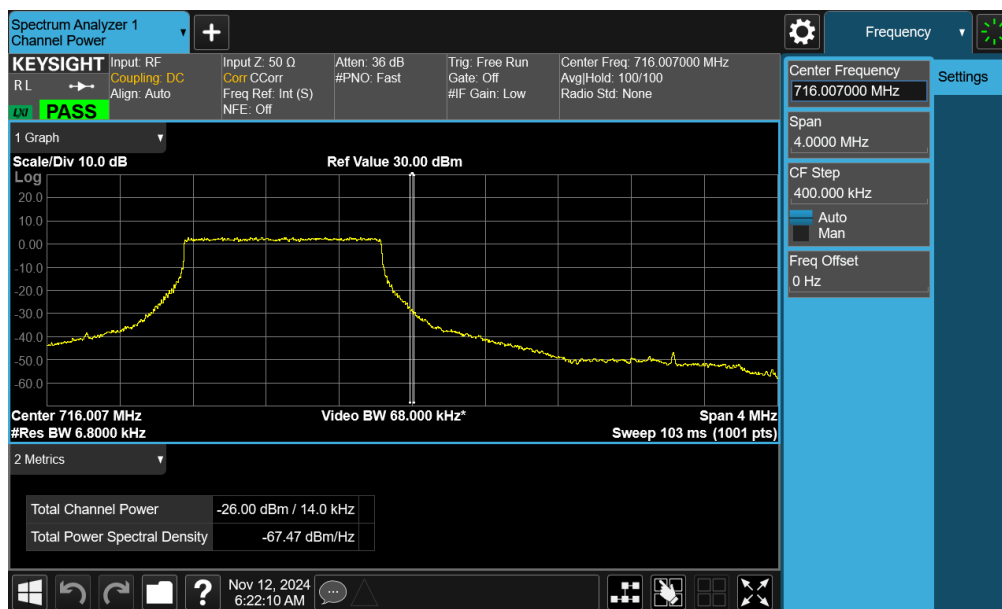 Spectrum Analyzer 1
Channel Power
Frequency
KEYSIGHT
RL
LXI
PASS
Input: RF
Coupling: DC
Align: Auto
Input Z: 50 Ω
Corr CCorr
Freq Ref: Int (S)
NFE: Off
Atten: 36 dB
#PNO: Fast
Trig: Free Run
Gate: Off
#IF Gain: Low
Center Freq: 716.007000 MHz
Avg|Hold: 100/100
Radio Std: None
1 Graph
Scale/Div 10.0 dB
Ref Value 30.00 dBm
Log
20.0
10.0
0.00
-10.0
-20.0
-30.0
-40.0
-50.0
-60.0
Center 716.007 MHz
Video BW 68.000 kHz*
Span 4 MHz
#Res BW 6.8000 kHz
Sweep 103 ms (1001 pts)
2 Metrics
Total Channel Power -26.00 dBm / 14.0 kHz
Total Power Spectral Density -67.47 dBm/Hz
Center Frequency
716.007000 MHz
Settings
Span
4.0000 MHz
CF Step
400.000 kHz
Auto
Man
Freq Offset
0 Hz
?
Nov 12, 2024
6:22:10 AM